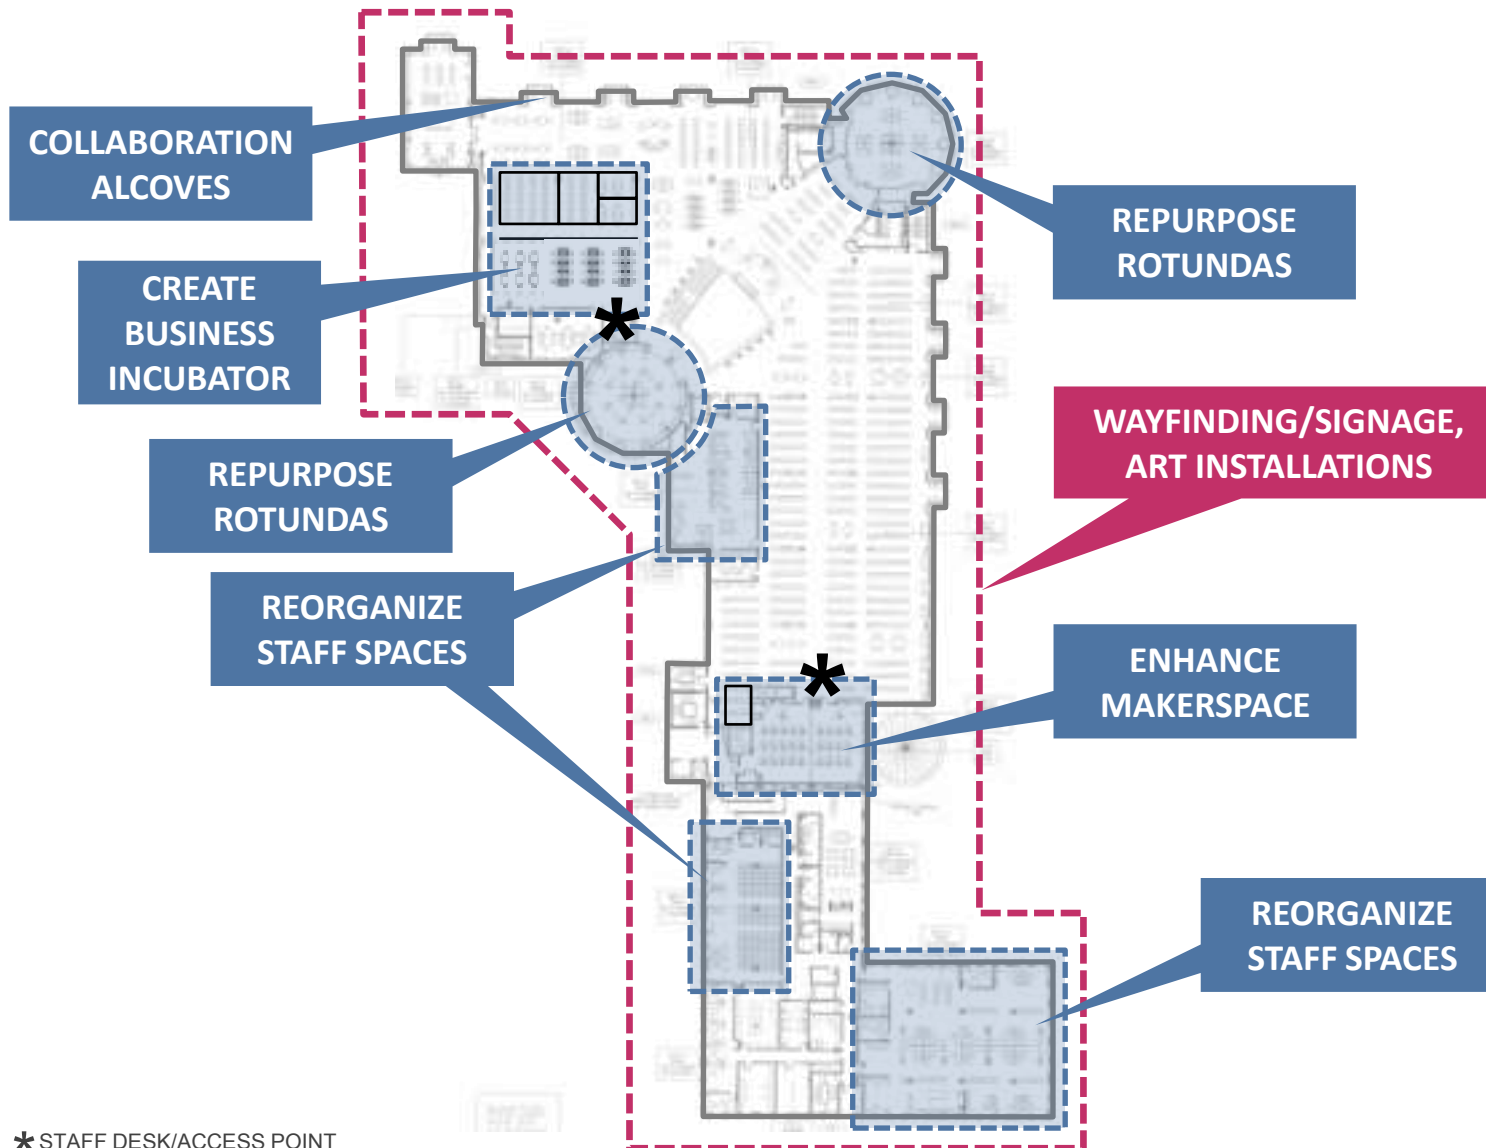 COLLABORATION
ALCOVES
REPURPOSE
ROTUNDAS
CREATE
BUSINESS
INCUBATOR
WAYFINDING/SIGNAGE,
ART INSTALLATIONS
REPURPOSE
ROTUNDAS
REORGANIZE
STAFF SPACES
ENHANCE
MAKERSPACE
REORGANIZE
STAFF SPACES
* STAFF DESK/ACCESS POINT